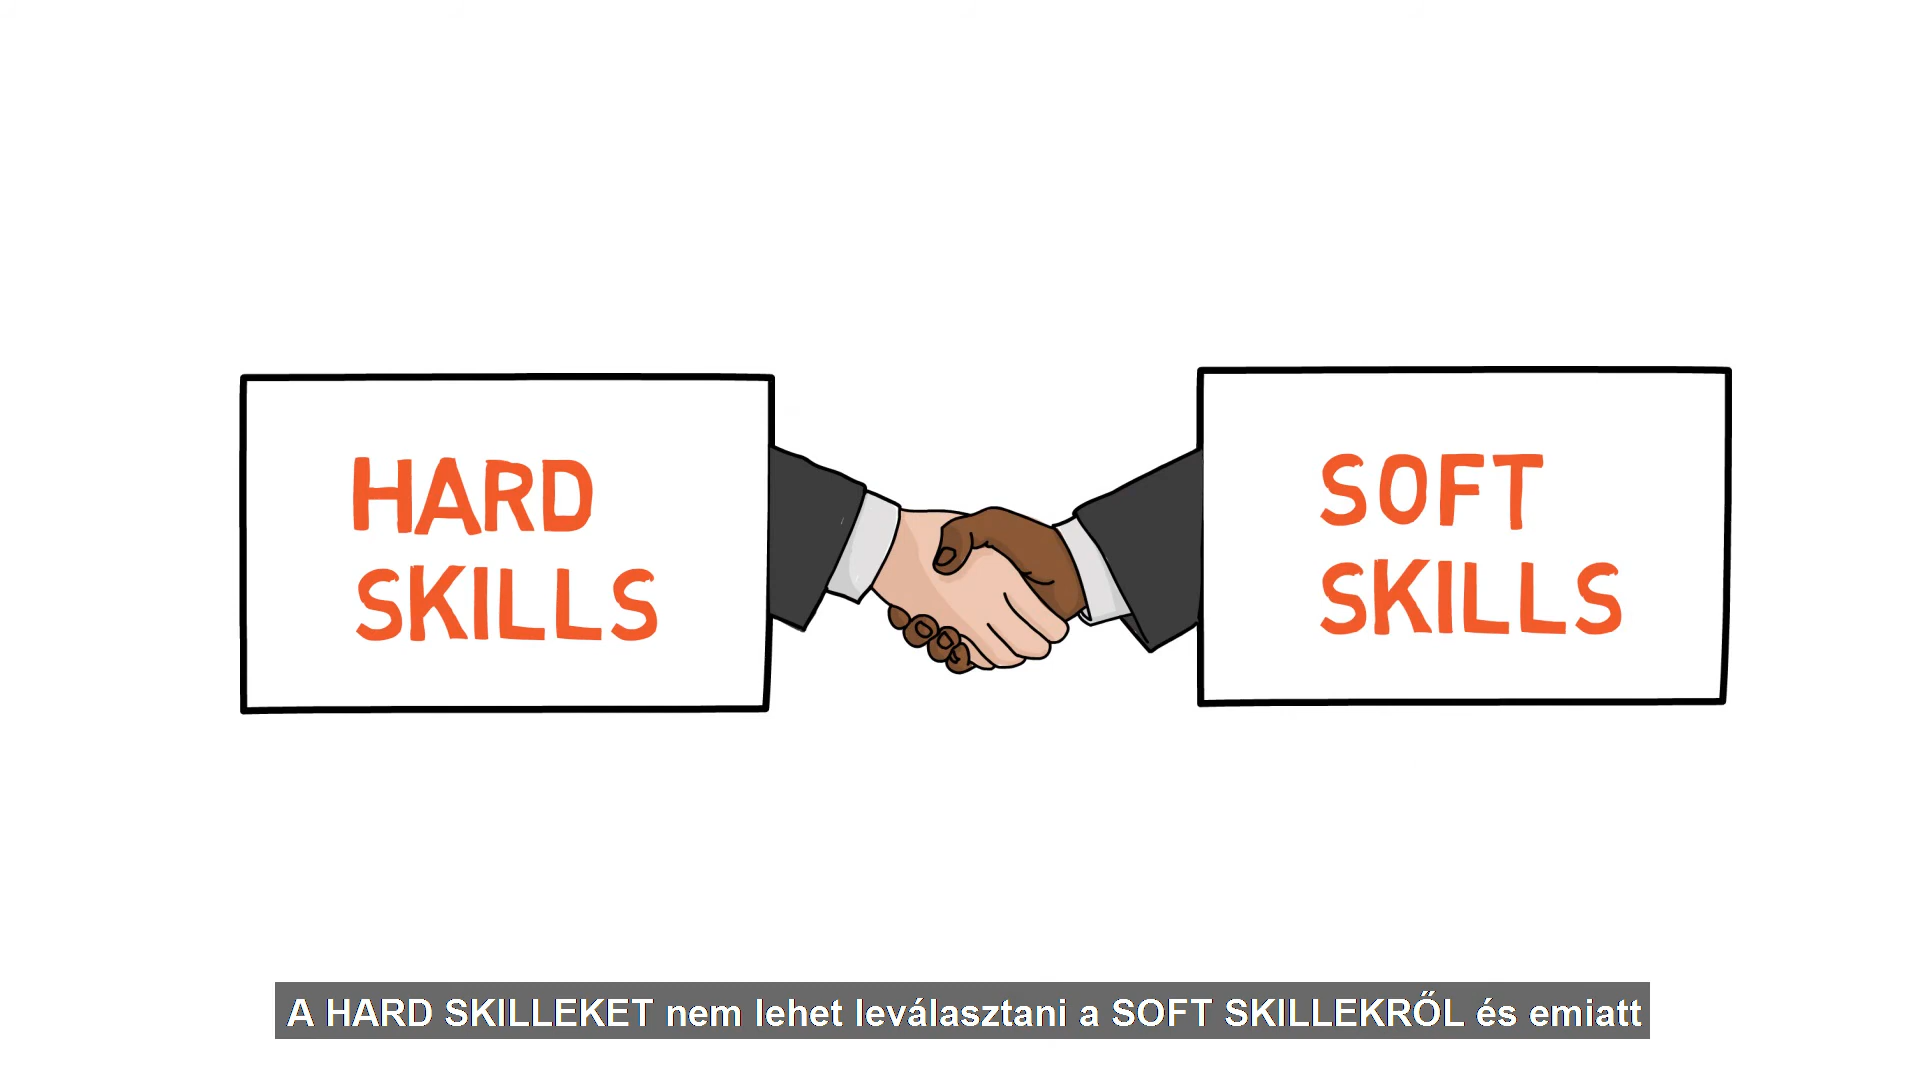 HARD
SKILLS
SOFT
SKILLS
A HARD SKILLEKET nem lehet leválasztani a SOFT SKILLEKRŐL és emiatt